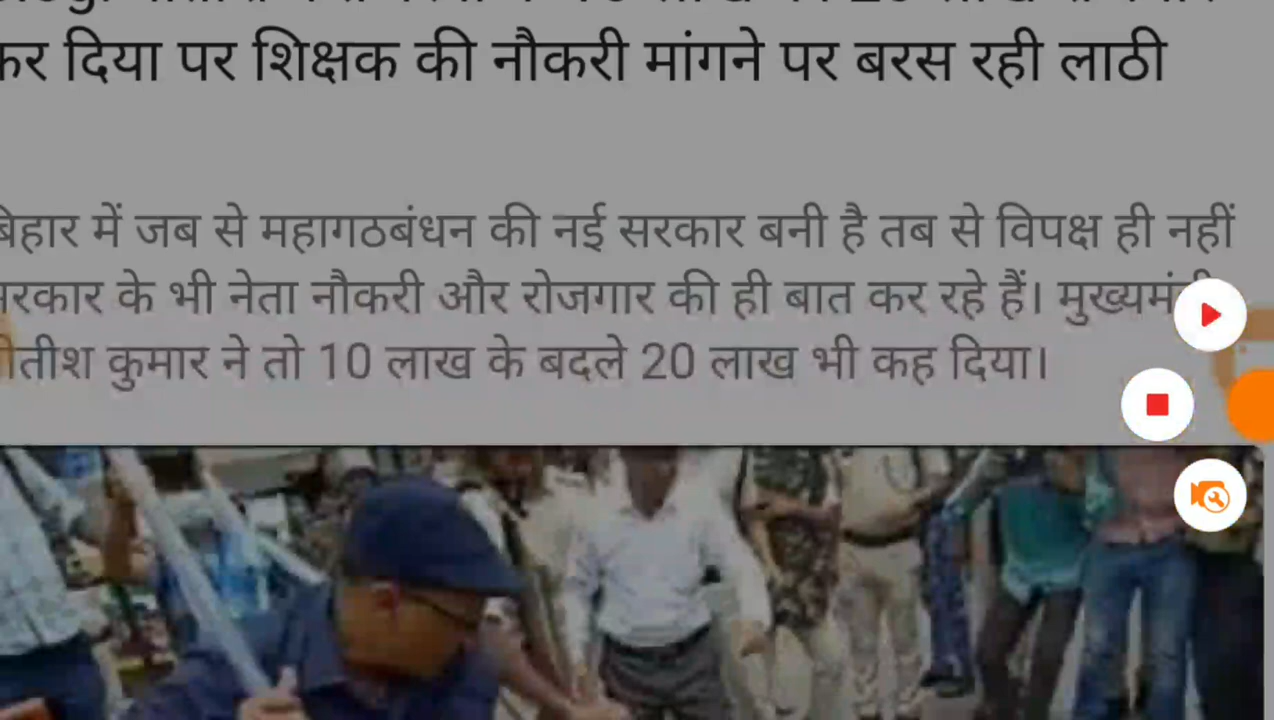 कर दिया पर शिक्षक की नौकरी मांगने पर बरस रही लाठी
बिहार में जब से महागठबंधन की नई सरकार बनी है तब से विपक्ष ही नहीं
सरकार के भी नेता नौकरी और रोजगार की ही बात कर रहे हैं। मुख्यमंत्री
नीतीश कुमार ने तो 10 लाख के बदले 20 लाख भी कह दिया।